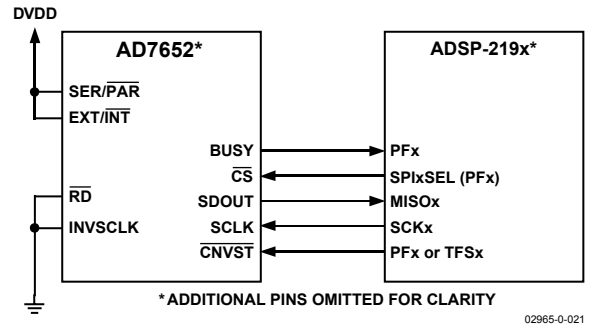 DVDD
AD7652*
ADSP-219x*
SER/PAR
EXT/INT
BUSY
PFx
CS
SPIxSEL (PFx)
RD
SDOUT
MISOx
INVSCLK
SCLK
SCKx
CNVST
PFx or TFSx
*ADDITIONAL PINS OMITTED FOR CLARITY
02965-0-021